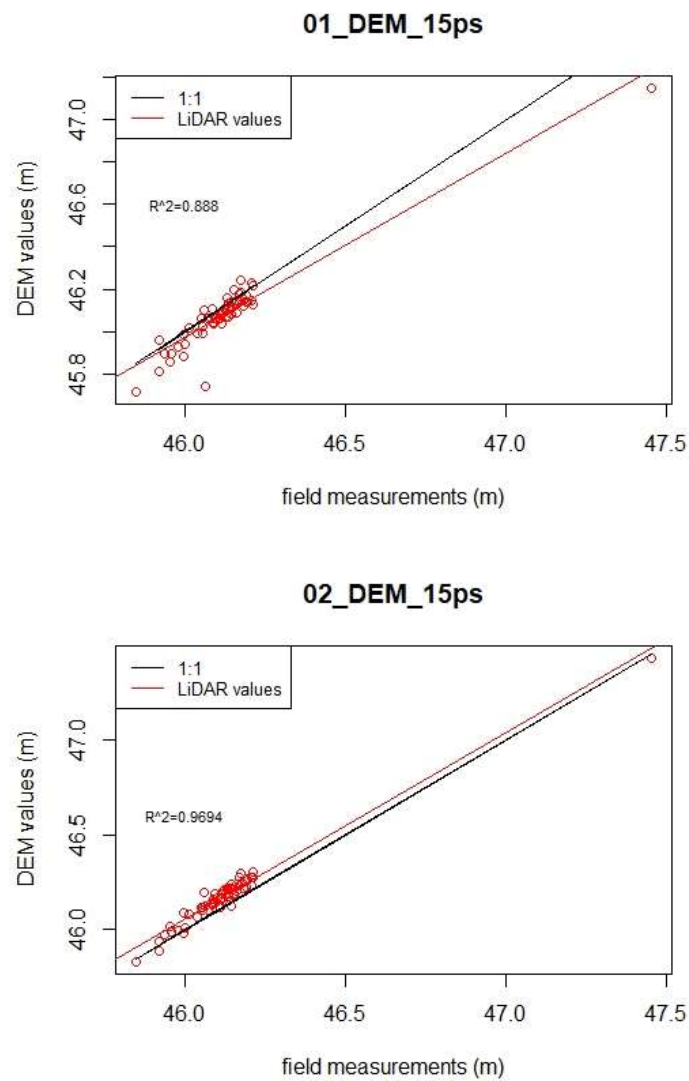 01_DEM_15ps
1:1
LiDAR values
R^2=0.888
47.0
46.6
46.2
45.8
DEM values (m)
46.0 46.5 47.0 47.5
field measurements (m)
02_DEM_15ps
1:1
LiDAR values
R^2=0.9694
47.0
46.5
46.0
DEM values (m)
46.0 46.5 47.0 47.5
field measurements (m)